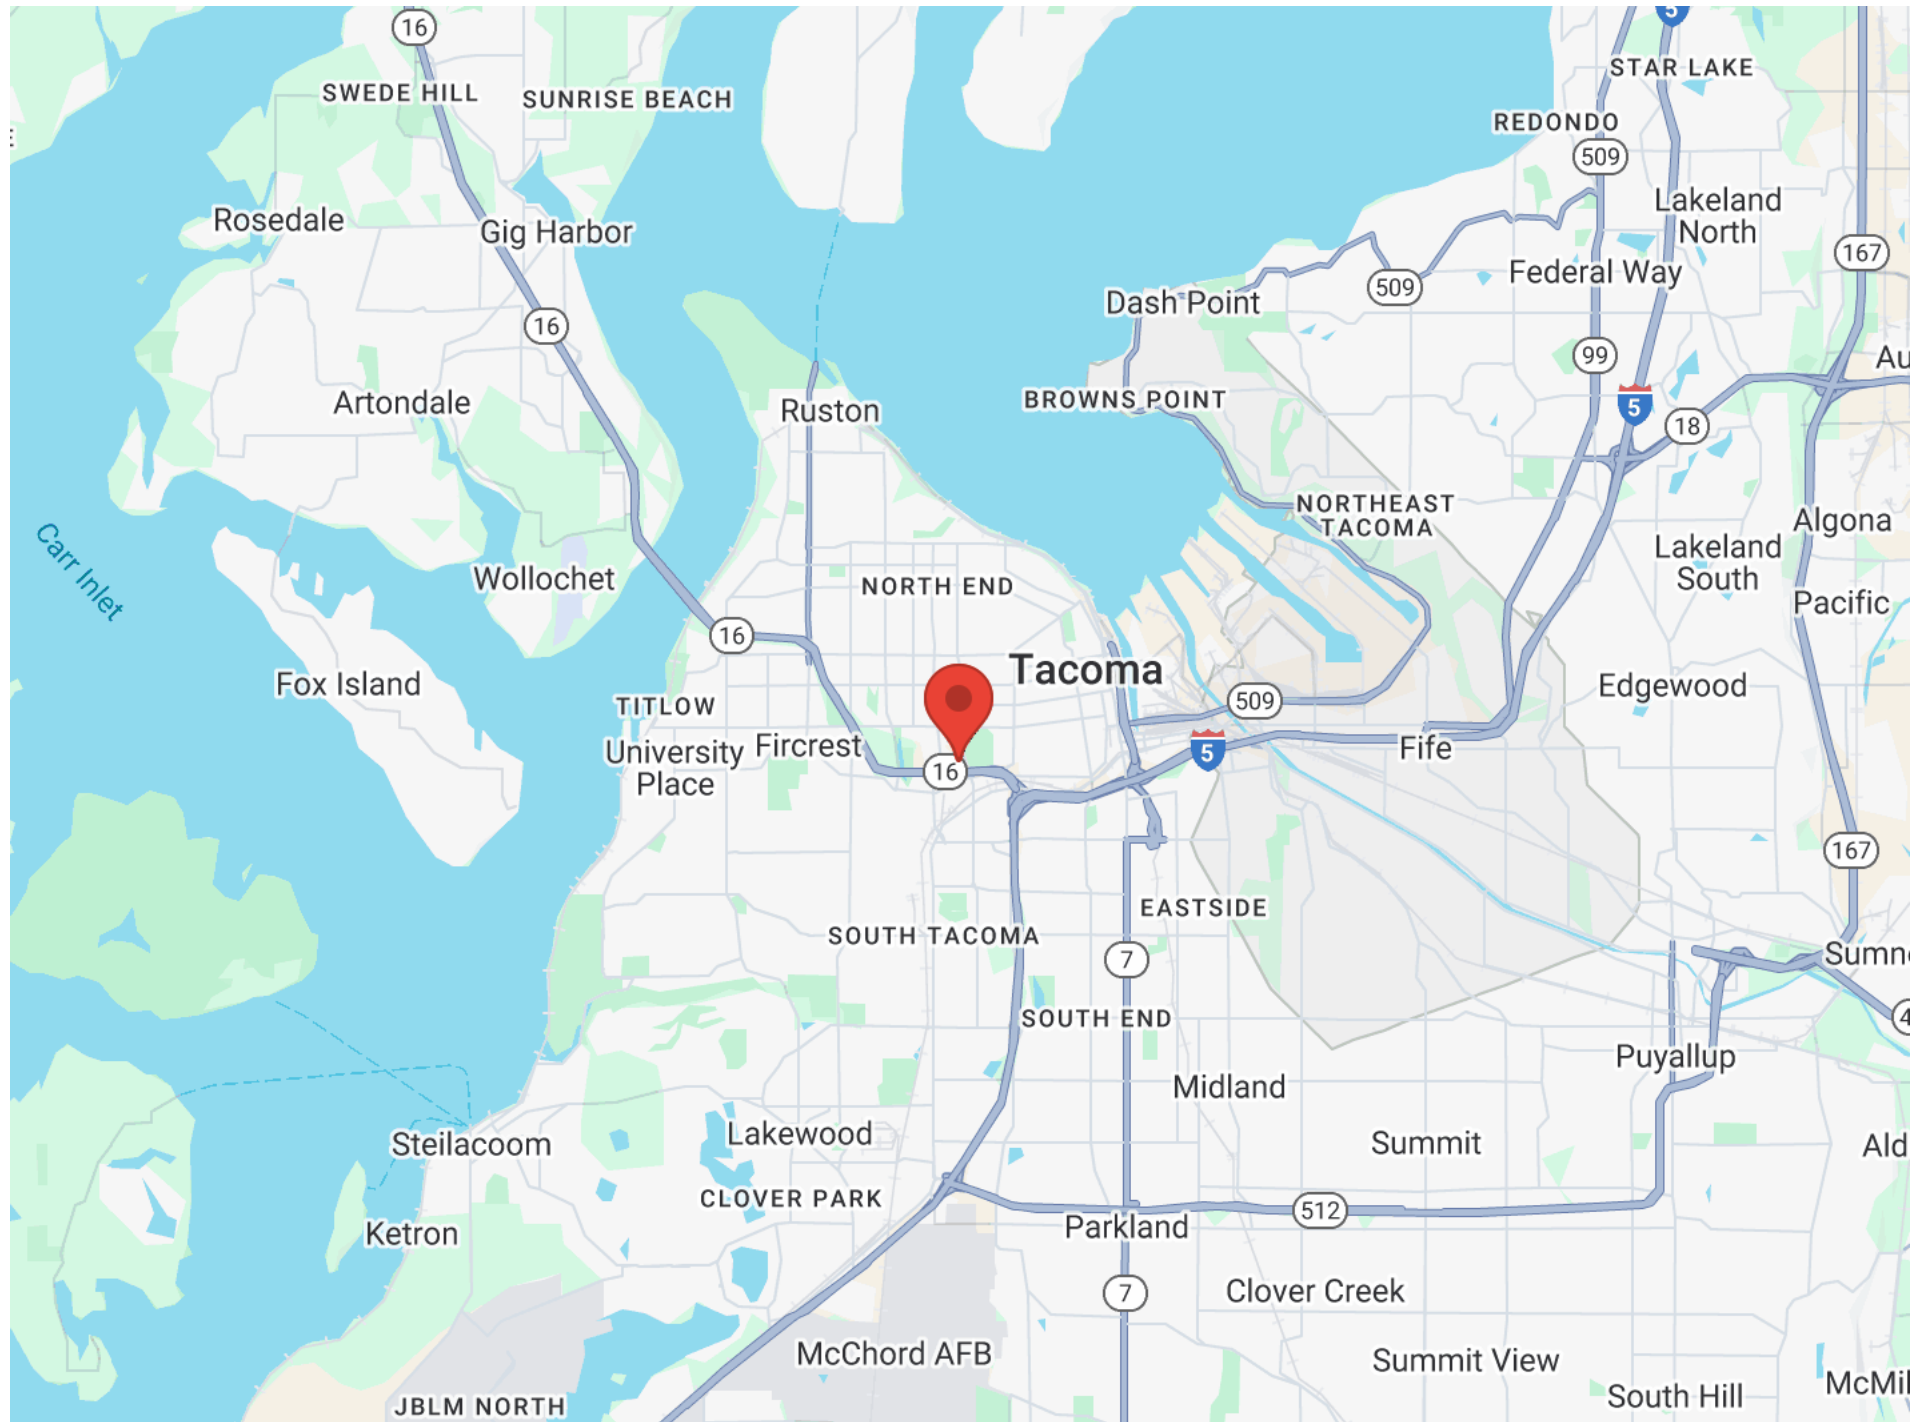 16
5
STAR LAKE
SWEDE HILL
SUNRISE BEACH
REDONDO
509
Rosedale
Gig Harbor
Lakeland
North
167
Federal Way
509
Dash Point
16
99
Au
Artondale
BROWNS POINT
Ruston
5
18
NORTHEAST
TACOMA
Algona
Carr Inlet
Lakeland
South
Wollochet
NORTH END
Pacific
16
Tacoma
Fox Island
Edgewood
509
TITLOW
University
Place
Fircrest
5
Fife
16
167
EASTSIDE
SOUTH TACOMA
7
Sumn
SOUTH END
4
Puyallup
Midland
Lakewood
Steilacoom
Summit
Ald
CLOVER PARK
512
Ketron
Parkland
7
Clover Creek
McChord AFB
Summit View
McMil
South Hill
JBLM NORTH